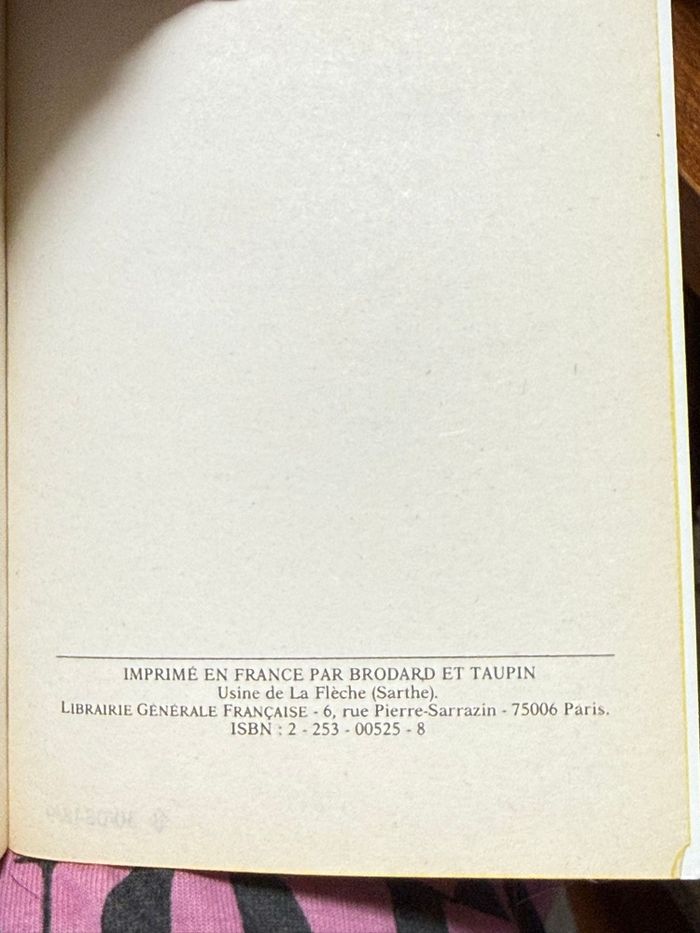 IMPRIMÉ EN FRANCE PAR BRODARD ET TAUPIN
Usine de La Flèche (Sarthe).
LIBRAIRIE GÉNÉRALE FRANÇAISE - 6, rue Pierre-Sarrazin - 75006 Paris.
ISBN : 2 - 253 - 00525 - 8